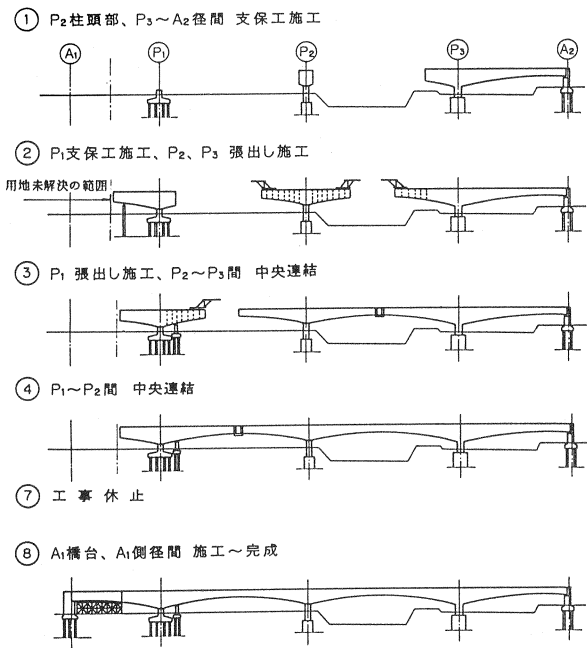 ① P₂柱頭部、P₃～A₂径間 支保工施工
A₁ P₁ P₂ P₃ A₂
② P₁支保工施工、P₂、P₃ 張出し施工
用地未解決の範囲
③ P₁ 張出し施工、P₂～P₃間 中央連結
④ P₁～P₂間 中央連結
⑦ 工事休止
⑧ A₁橋台、A₁側径間 施工～完成